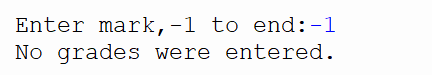 Enter mark,-1 to end:-1
No grades were entered.